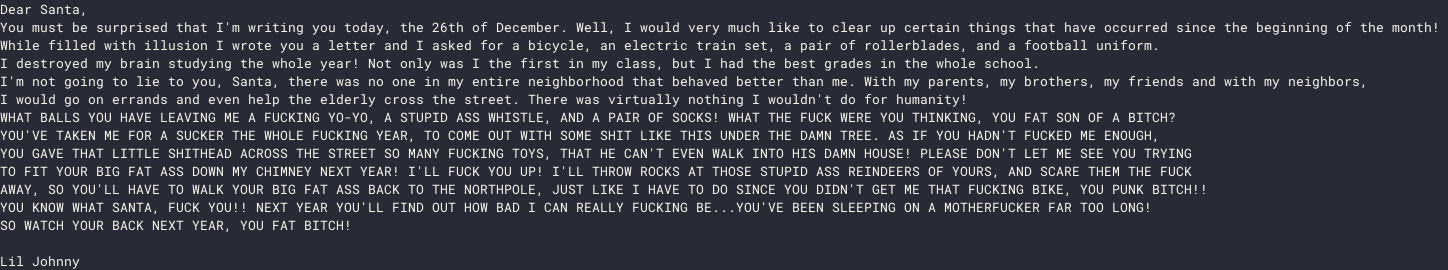 Dear Santa,
You must be surprised that I'm writing you today, the 26th of December. Well, I would very much like to clear up certain things that have occurred since the beginning of the month!
While filled with illusion I wrote you a letter and I asked for a bicycle, an electric train set, a pair of rollerblades, and a football uniform.
I destroyed my brain studying the whole year! Not only was I the first in my class, but I had the best grades in the whole school.
I'm not going to lie to you, Santa, there was no one in my entire neighborhood that behaved better than me. With my parents, my brothers, my friends and with my neighbors,
I would go on errands and even help the elderly cross the street. There was virtually nothing I wouldn't do for humanity!
WHAT BALLS YOU HAVE LEAVING ME A FUCKING YO-YO, A STUPID ASS WHISTLE, AND A PAIR OF SOCKS! WHAT THE FUCK WERE YOU THINKING, YOU FAT SON OF A BITCH?
YOU'VE TAKEN ME FOR A SUCKER THE WHOLE FUCKING YEAR, TO COME OUT WITH SOME SHIT LIKE THIS UNDER THE DAMN TREE. AS IF YOU HADN'T FUCKED ME ENOUGH,
YOU GAVE THAT LITTLE SHITHEAD ACROSS THE STREET SO MANY FUCKING TOYS, THAT HE CAN'T EVEN WALK INTO HIS DAMN HOUSE! PLEASE DON'T LET ME SEE YOU TRYING
TO FIT YOUR BIG FAT ASS DOWN MY CHIMNEY NEXT YEAR! I'LL FUCK YOU UP! I'LL THROW ROCKS AT THOSE STUPID ASS REINDEERS OF YOURS, AND SCARE THEM THE FUCK
AWAY, SO YOU'LL HAVE TO WALK YOUR BIG FAT ASS BACK TO THE NORTHPOLE, JUST LIKE I HAVE TO DO SINCE YOU DIDN'T GET ME THAT FUCKING BIKE, YOU PUNK BITCH!!
YOU KNOW WHAT SANTA, FUCK YOU!! NEXT YEAR YOU'LL FIND OUT HOW BAD I CAN REALLY FUCKING BE...YOU'VE BEEN SLEEPING ON A MOTHERFUCKER FAR TOO LONG!
SO WATCH YOUR BACK NEXT YEAR, YOU FAT BITCH!
Lil Johnny